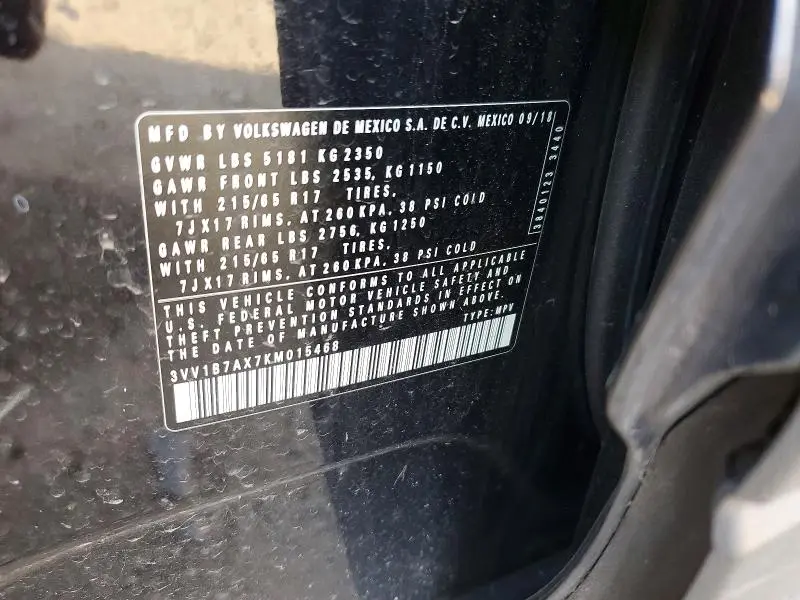 MFD BY VOLKSWAGEN DE MEXICO S.A. DE C.V. MEXICO 09/18
GVWR LBS 5181 KG 2350
GAWR FRONT LBS 2535, KG 1150
WITH 215/65 R17 TIRES,
7JX17 RIMS, AT 260 KPA, 38 PSI COLD
GAWR REAR LBS 2756, KG 1250
WITH 215/65 R17 TIRES,
7JX17 RIMS, AT 260 KPA, 38 PSI COLD
3840123 3440
THIS VEHICLE CONFORMS TO ALL APPLICABLE
U.S. FEDERAL MOTOR VEHICLE SAFETY AND
THEFT PREVENTION STANDARDS IN EFFECT ON
THE DATE OF MANUFACTURE SHOWN ABOVE.
3VV1B7AX7KM015468 TYPE: MPV